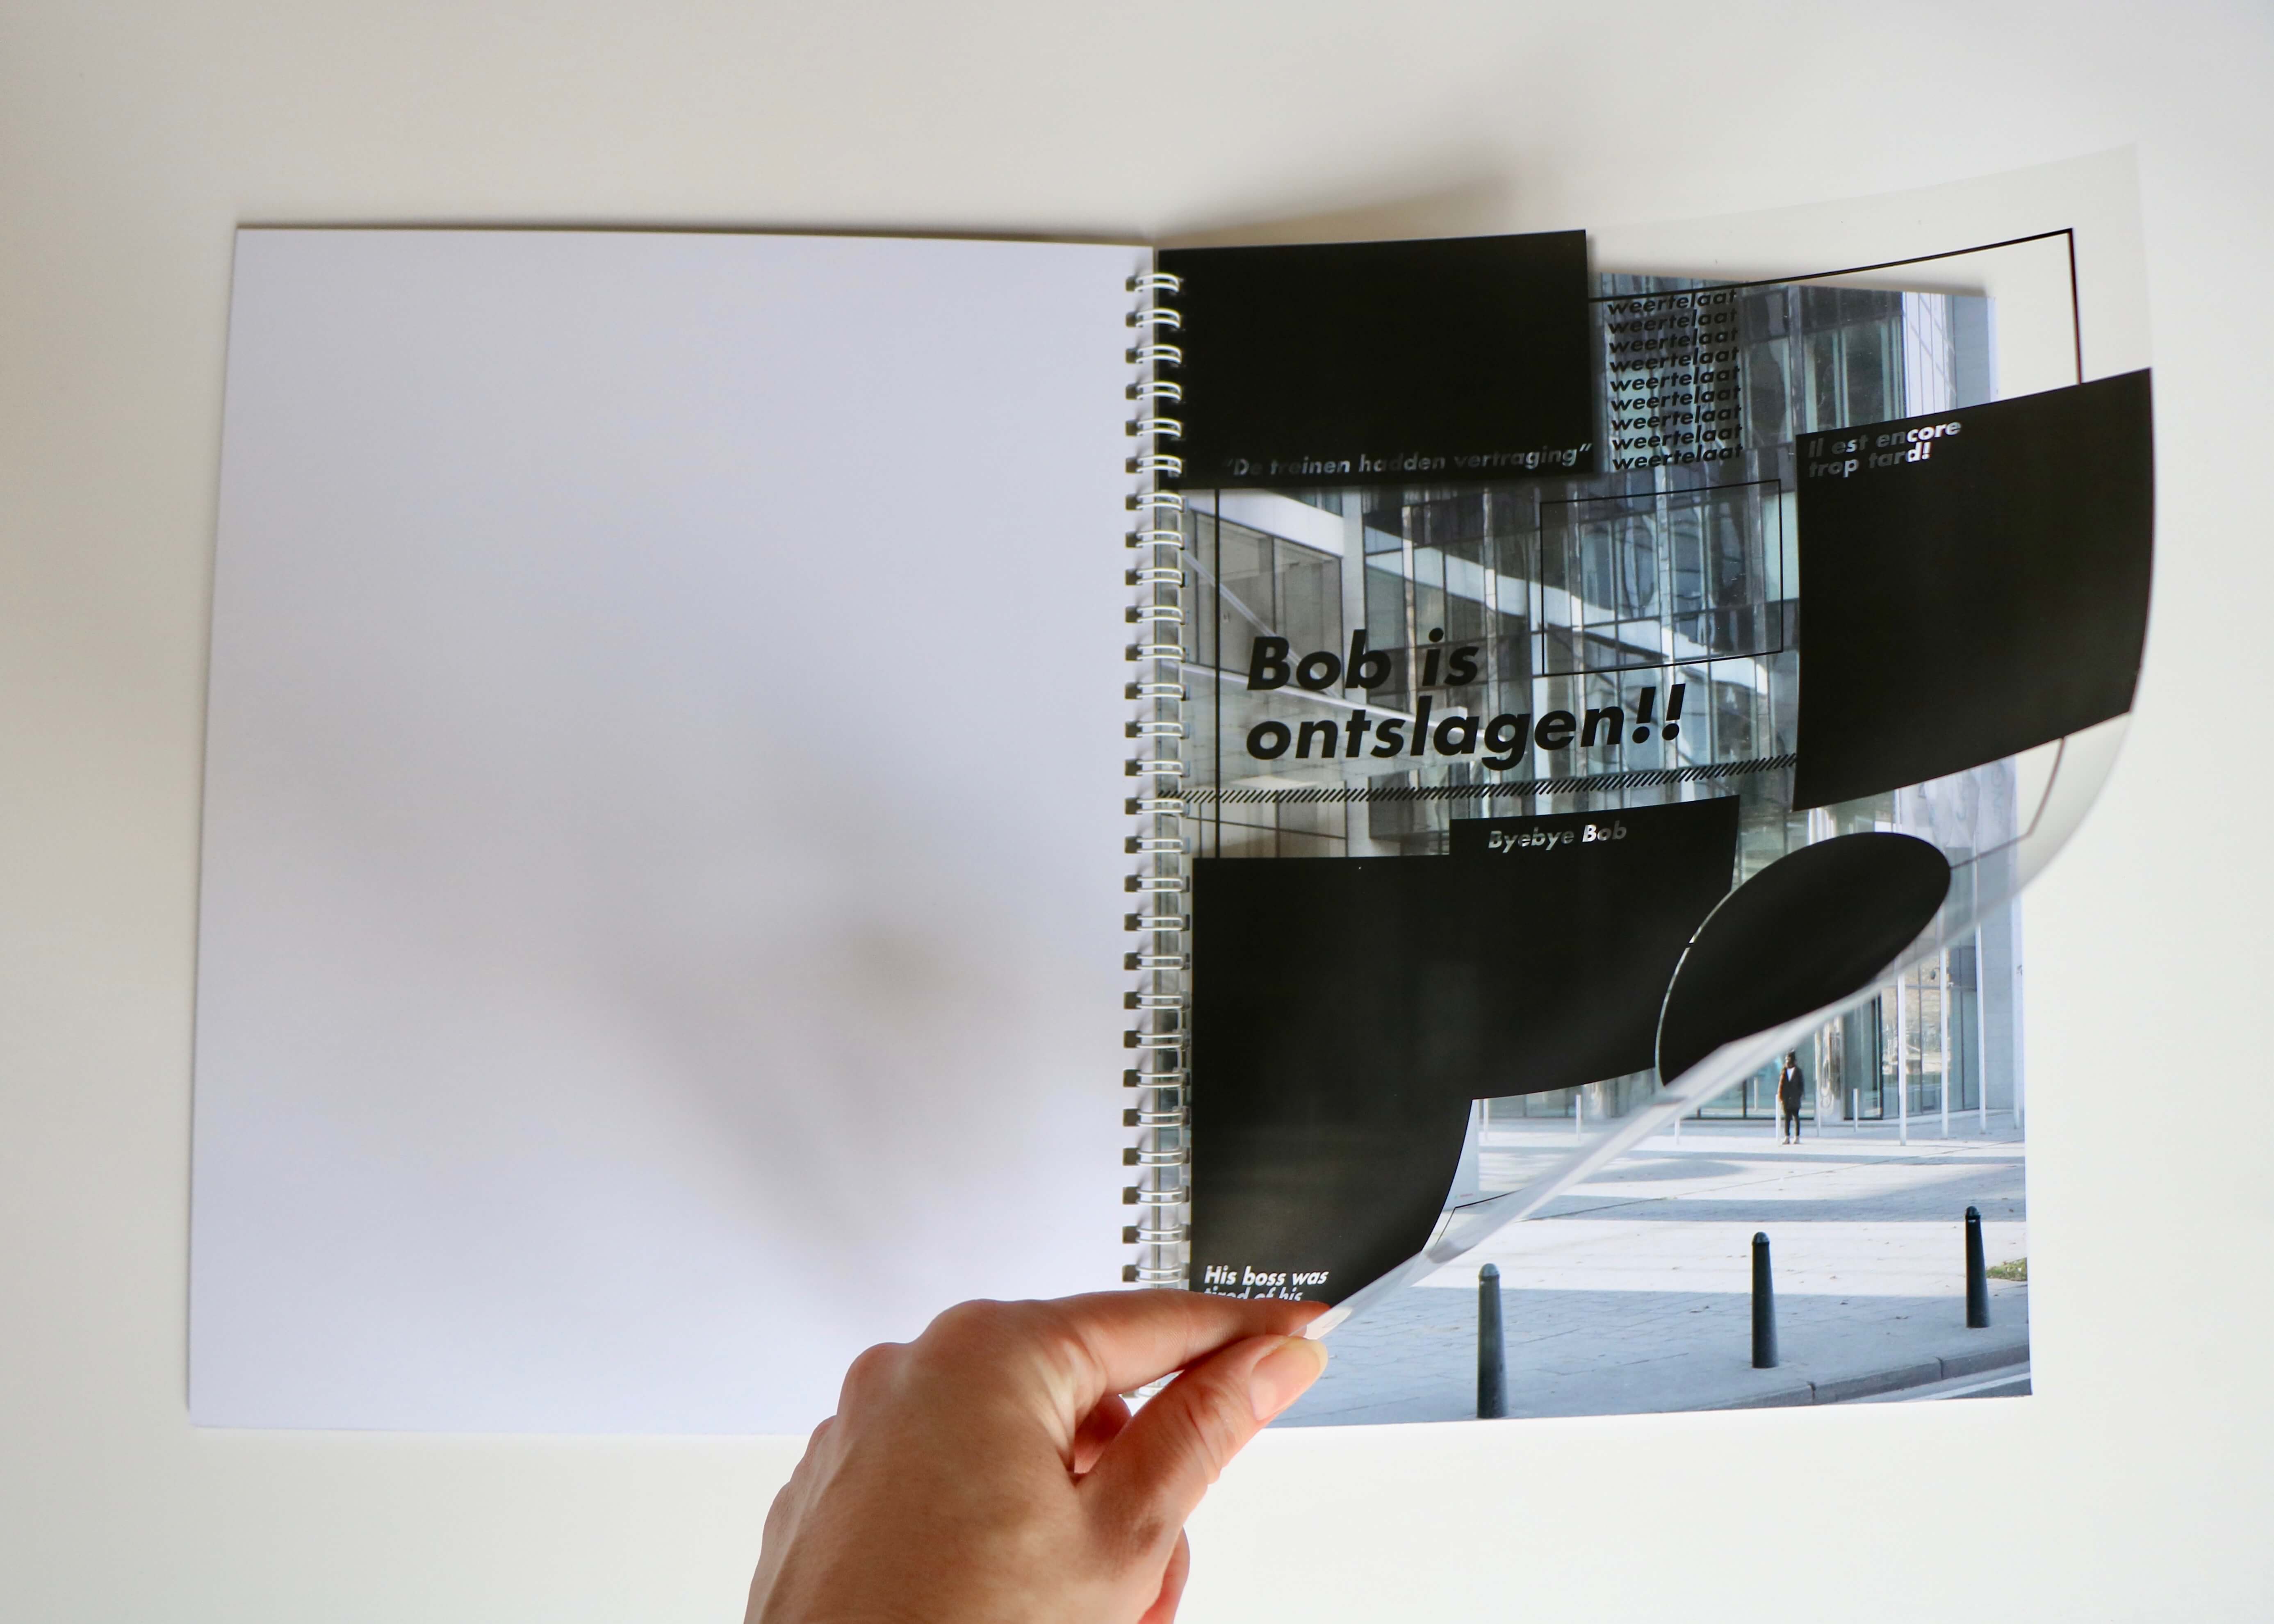 weertelaat
weertelaat
weertelaat
weertelaat
weertelaat
weertelaat
weertelaat
weertelaat
weertelaat
"De treinen hadden vertraging"
Il est encore
trop tard!
Bob is
ontslagen!!
Byebye Bob
His boss was
tired of his